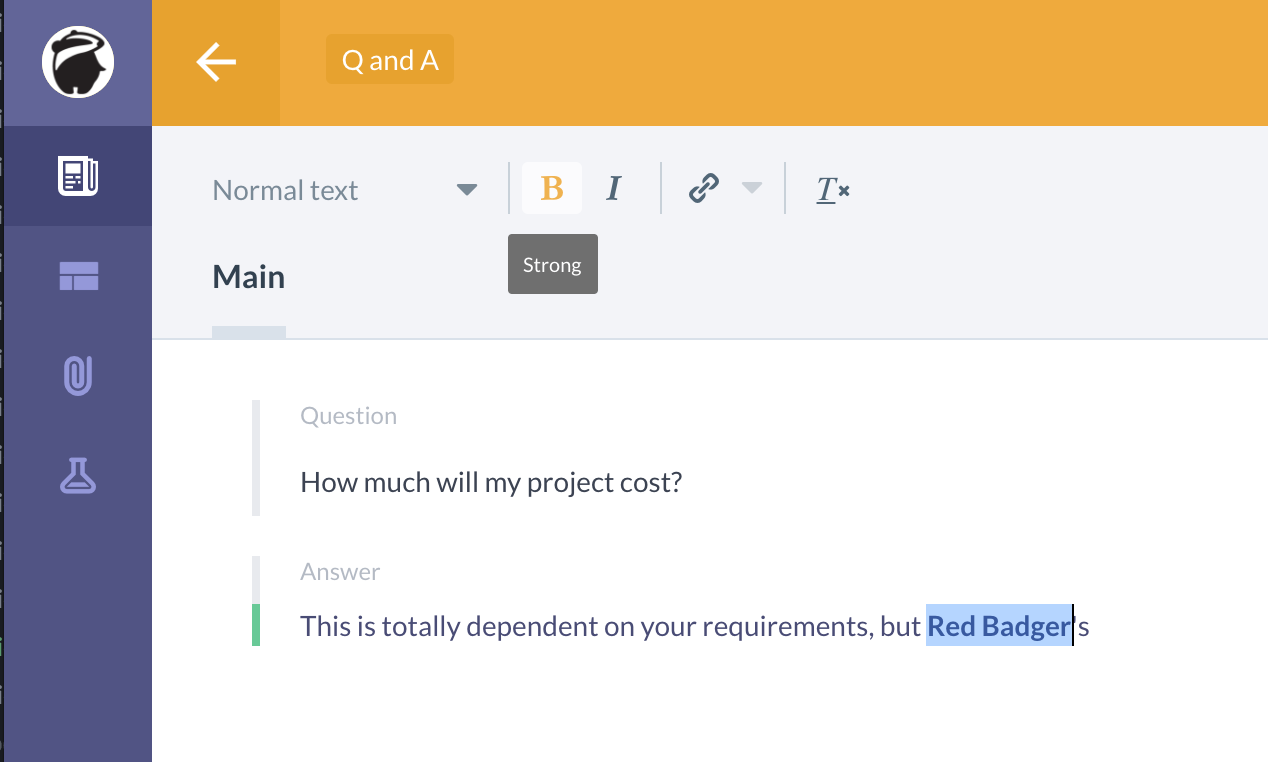 Q and A
Normal text
B I T×
Strong
Main
Question
How much will my project cost?
Answer
This is totally dependent on your requirements, but Red Badger's